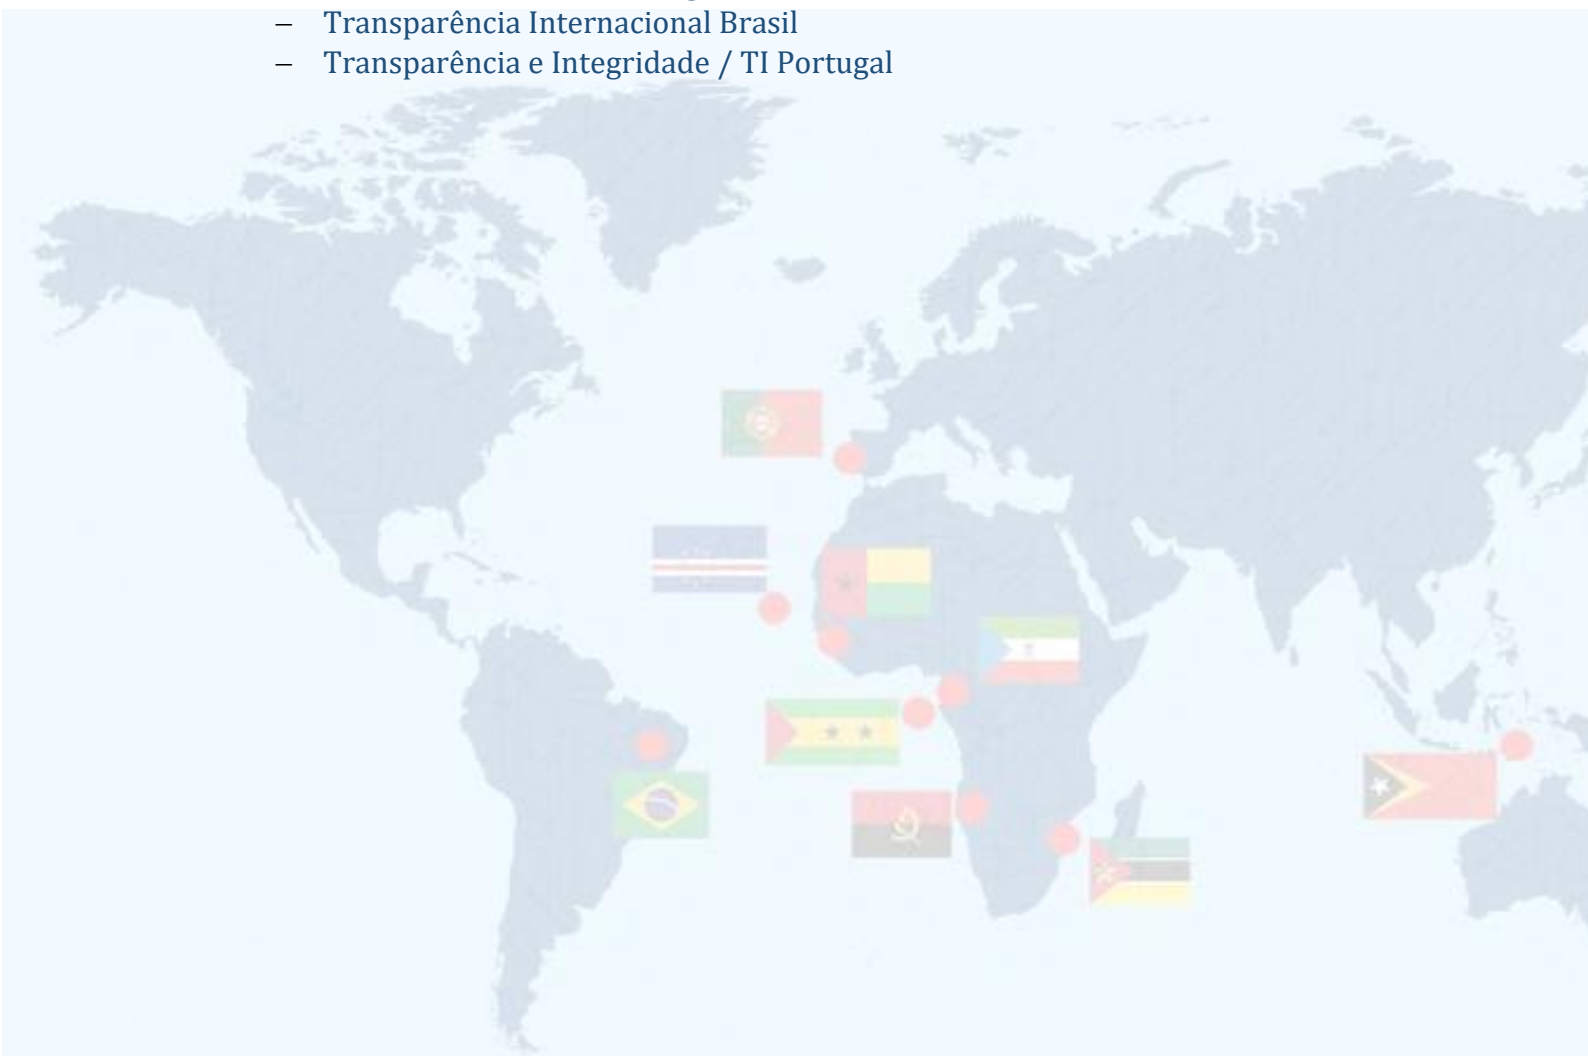 – Transparência Internacional Brasil
– Transparência e Integridade / TI Portugal